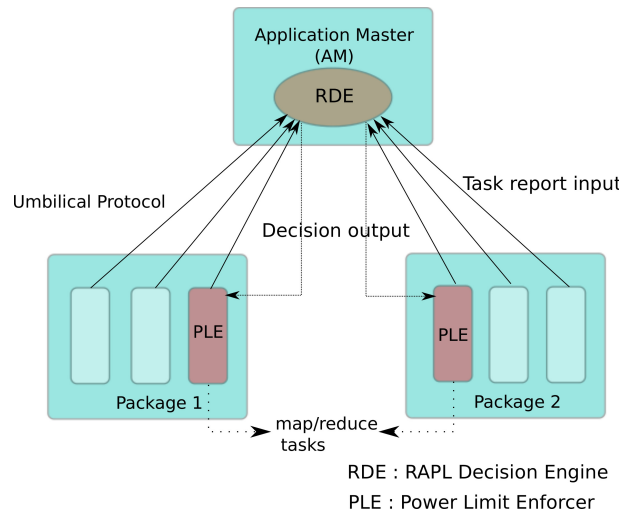 Application Master
(AM)
RDE
Umbilical Protocol
Task report input
Decision output
PLE
PLE
Package 1
Package 2
map/reduce
tasks
RDE : RAPL Decision Engine
PLE : Power Limit Enforcer